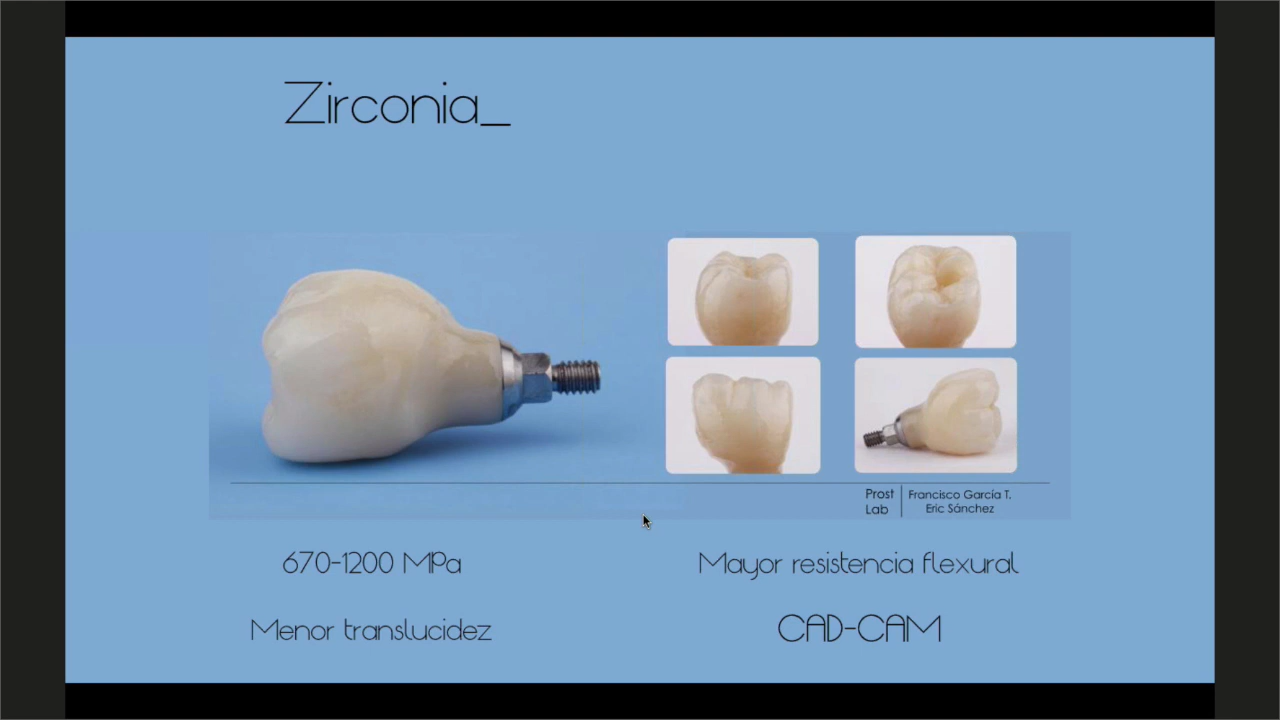 Zirconia_
Prost
Lab
Francisco García T.
Eric Sánchez
670-1200 MPa
Mayor resistencia flexural
Menor translucidez
CAD-CAM